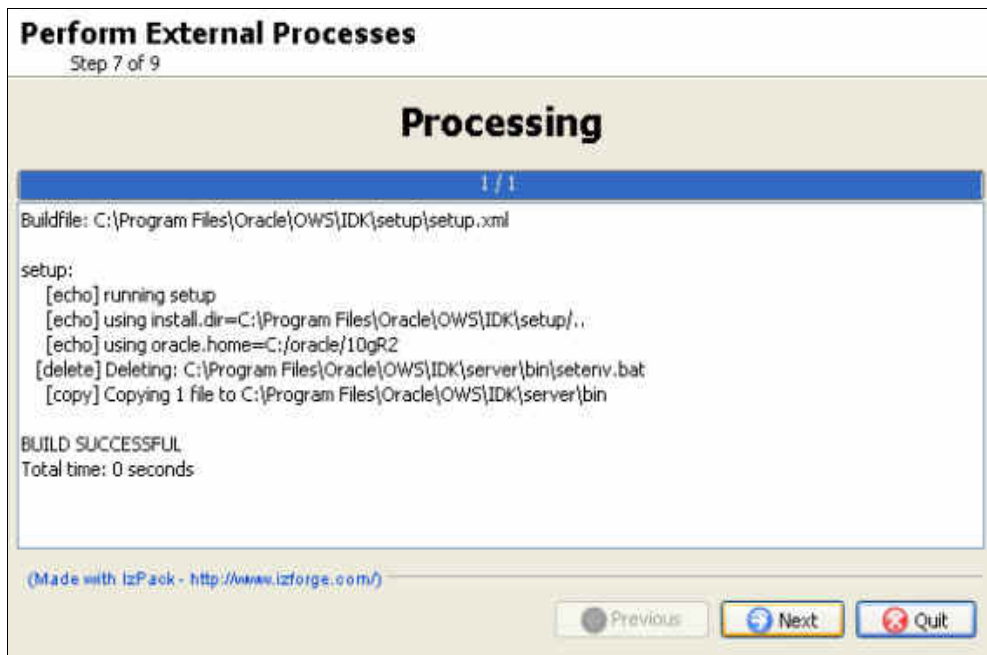 Perform External Processes
Step 7 of 9
Processing
1 / 1
Buildfile: C:\Program Files\Oracle\OWS\IDK\setup\setup.xml
setup:
[echo] running setup
[echo] using install.dir=C:\Program Files\Oracle\OWS\IDK\setup/..
[echo] using oracle.home=C:/oracle/10gR2
[delete] Deleting: C:\Program Files\Oracle\OWS\IDK\server\bin\setenv.bat
[copy] Copying 1 file to C:\Program Files\Oracle\OWS\IDK\server\bin
BUILD SUCCESSFUL
Total time: 0 seconds
(Made with IzPack - http://www.izforge.com/)
Previous
Next
Quit